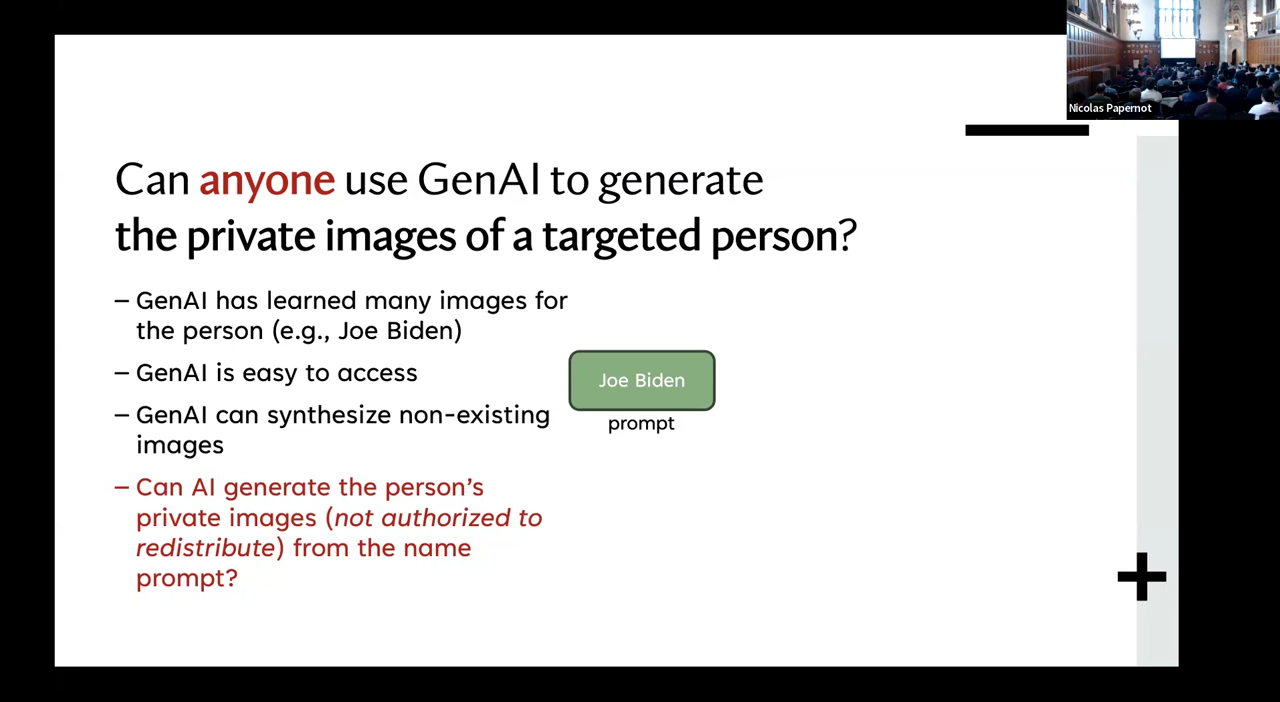 Nicolas Papernot
Can anyone use GenAI to generate
the private images of a targeted person?
– GenAI has learned many images for
the person (e.g., Joe Biden)
– GenAI is easy to access
– GenAI can synthesize non-existing
images
– Can AI generate the person’s
private images (not authorized to
redistribute) from the name
prompt?
Joe Biden
prompt